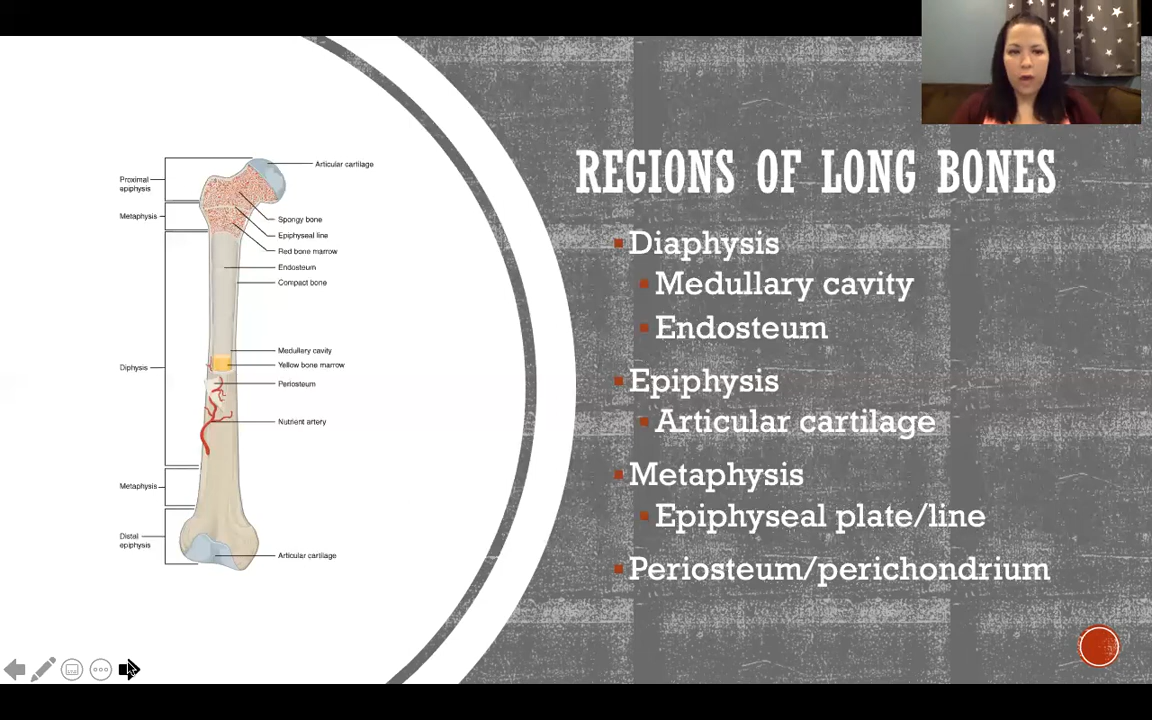 Articular cartilage
Proximal
epiphysis
Metaphysis
Spongy bone
Epiphyseal line
Red bone marrow
Endosteum
Compact bone
Medullary cavity
Yellow bone marrow
Diphysis
Periosteum
Nutrient artery
Metaphysis
Distal
epiphysis
Articular cartilage
REGIONS OF LONG BONES
Diaphysis
Medullary cavity
Endosteum
Epiphysis
Articular cartilage
Metaphysis
Epiphyseal plate/line
Periosteum/perichondrium